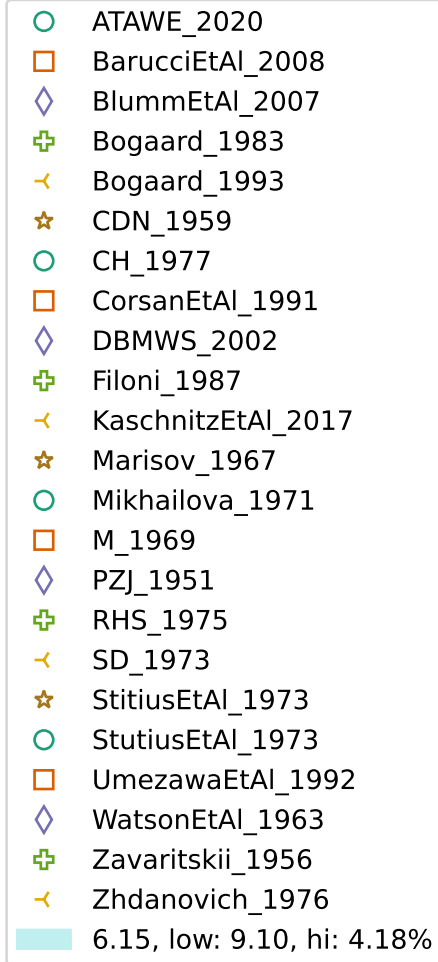 ATAWE_2020
BarucciEtAl_2008
BlummEtAl_2007
Bogaard_1983
Bogaard_1993
CDN_1959
CH_1977
CorsanEtAl_1991
DBMWS_2002
Filoni_1987
KaschnitzEtAl_2017
Marisov_1967
Mikhailova_1971
M_1969
PZJ_1951
RHS_1975
SD_1973
StitiusEtAl_1973
StutiusEtAl_1973
UmezawaEtAl_1992
WatsonEtAl_1963
Zavaritskii_1956
Zhdanovich_1976
6.15, low: 9.10, hi: 4.18%